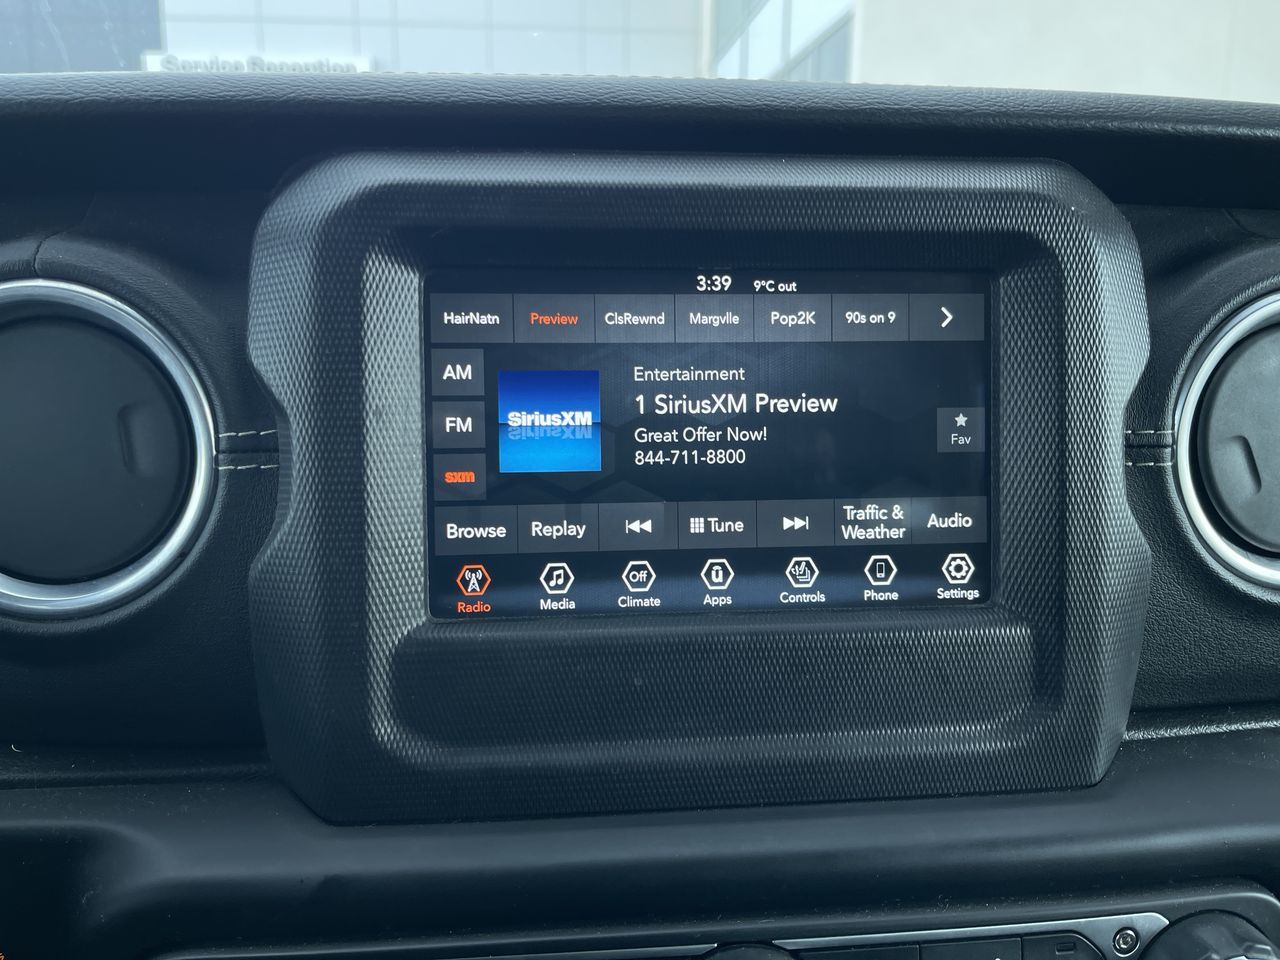 Service Reception
3:39 9°C out
HairNatn Preview ClsRewnd Margvlle Pop2K 90s on 9
AM
FM
sxm
SiriusXM
Entertainment
1 SiriusXM Preview
Great Offer Now!
844-711-8800
Fav
Browse Replay Tune Traffic & Weather Audio
Radio Media Off Climate Apps Controls Phone Settings